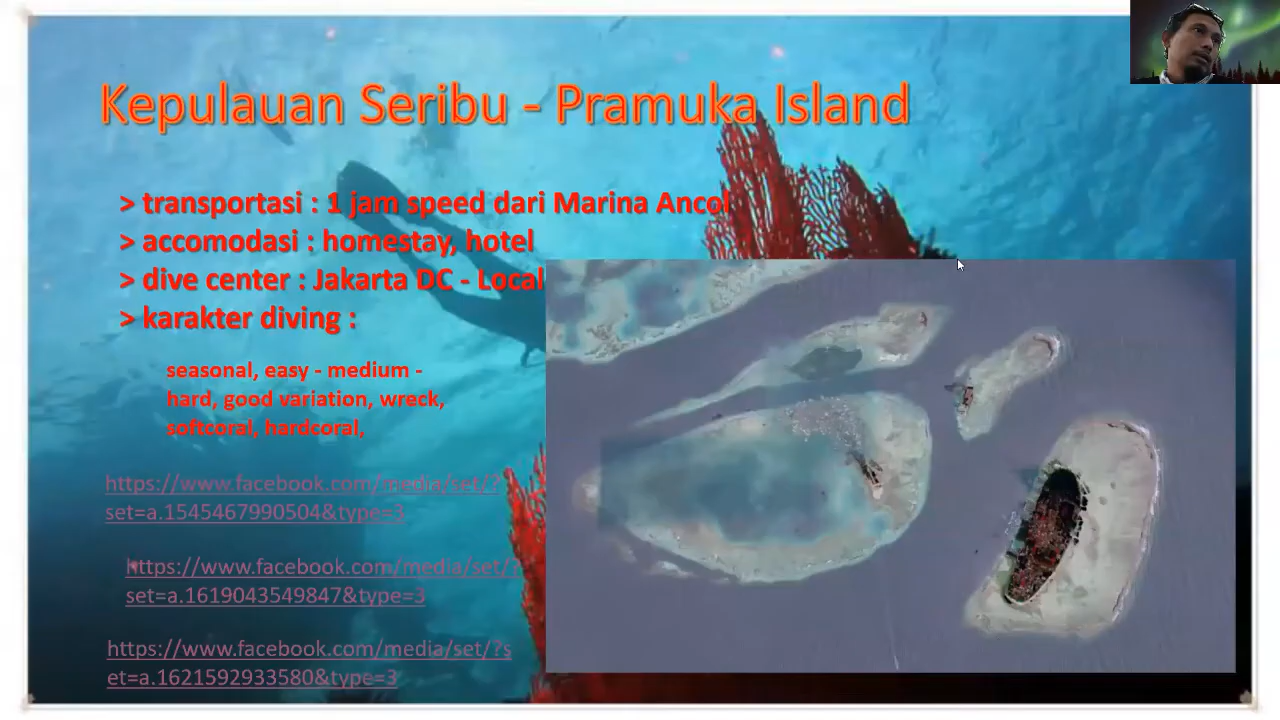 Kepulauan Seribu - Pramuka Island
> transportasi : 1 jam speed dari Marina Ancol
> accomodasi : homestay, hotel
> dive center : Jakarta DC - Local
> karakter diving :
seasonal, easy - medium -
hard, good variation, wreck,
softcoral, hardcoral,
https://www.facebook.com/media/set/?
set=a.1545467990504&type=3
https://www.facebook.com/media/set/?
set=a.1619043549847&type=3
https://www.facebook.com/media/set/?s
et=a.1621592933580&type=3